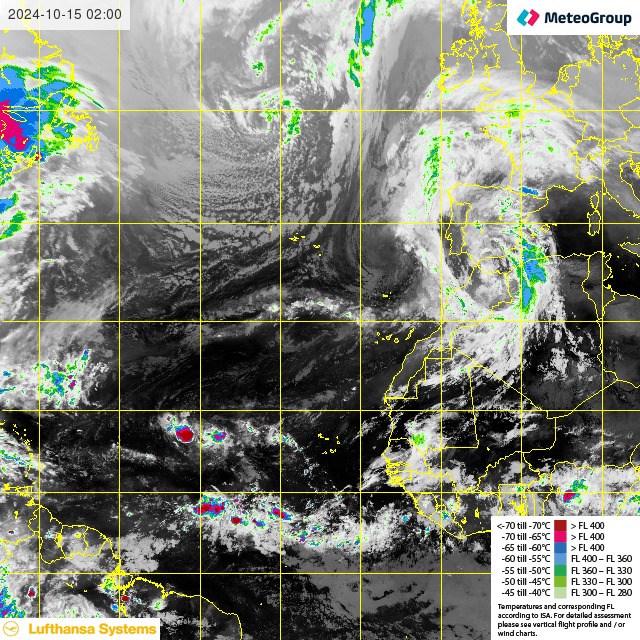 2024-10-15 02:00
MeteoGroup
<-70 till -70°C > FL 400
-70 till -65°C > FL 400
-65 till -60°C > FL 400
-60 till -55°C FL 400 – FL 360
-55 till -50°C FL 360 – FL 330
-50 till -45°C FL 330 – FL 300
-45 till -40°C FL 300 – FL 280
Temperatures and corresponding FL
according to ISA. For detailed assessment
please see vertical flight profile and / or
wind charts.
Lufthansa Systems